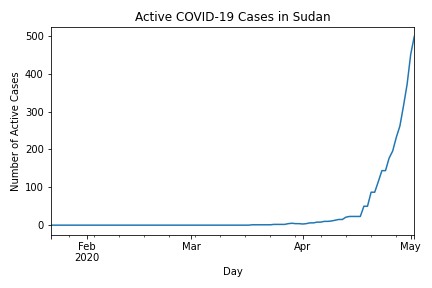 Active COVID-19 Cases in Sudan
Number of Active Cases
500
400
300
200
100
0
Feb Mar Apr May
2020
Day